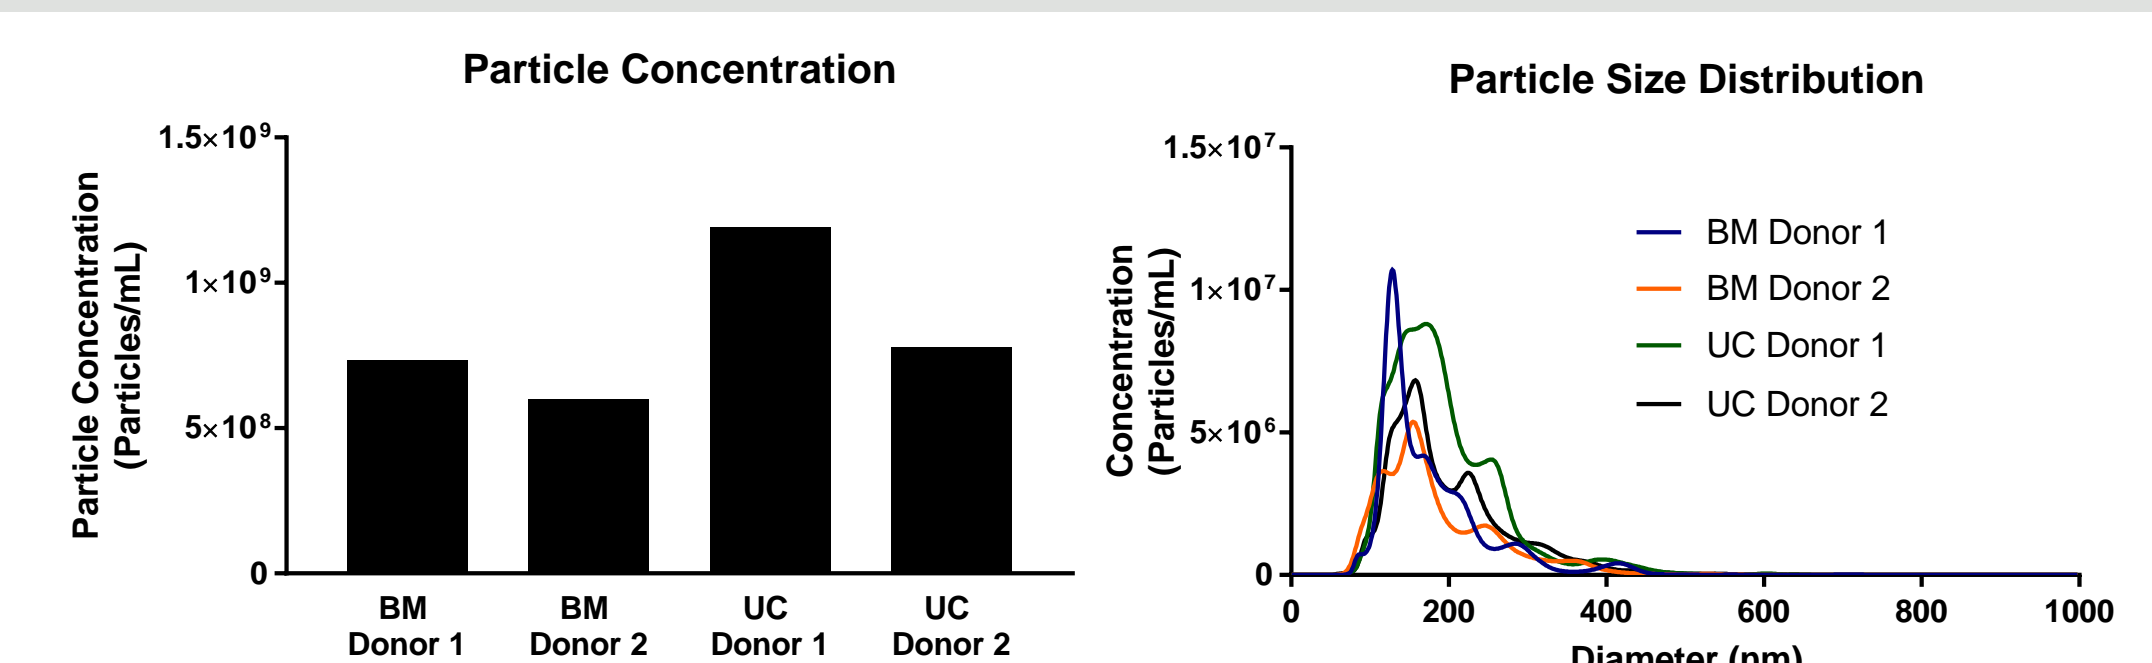 Particle Concentration
Particle Concentration
(Particles/mL)
1.5×10⁹
1×10⁹
5×10⁸
0
BM
Donor 1
BM
Donor 2
UC
Donor 1
UC
Donor 2
Particle Size Distribution
Concentration
(Particles/mL)
1.5×10⁷
1×10⁷
5×10⁶
0
BM Donor 1
BM Donor 2
UC Donor 1
UC Donor 2
0 200 400 600 800 1000
Diameter (nm)